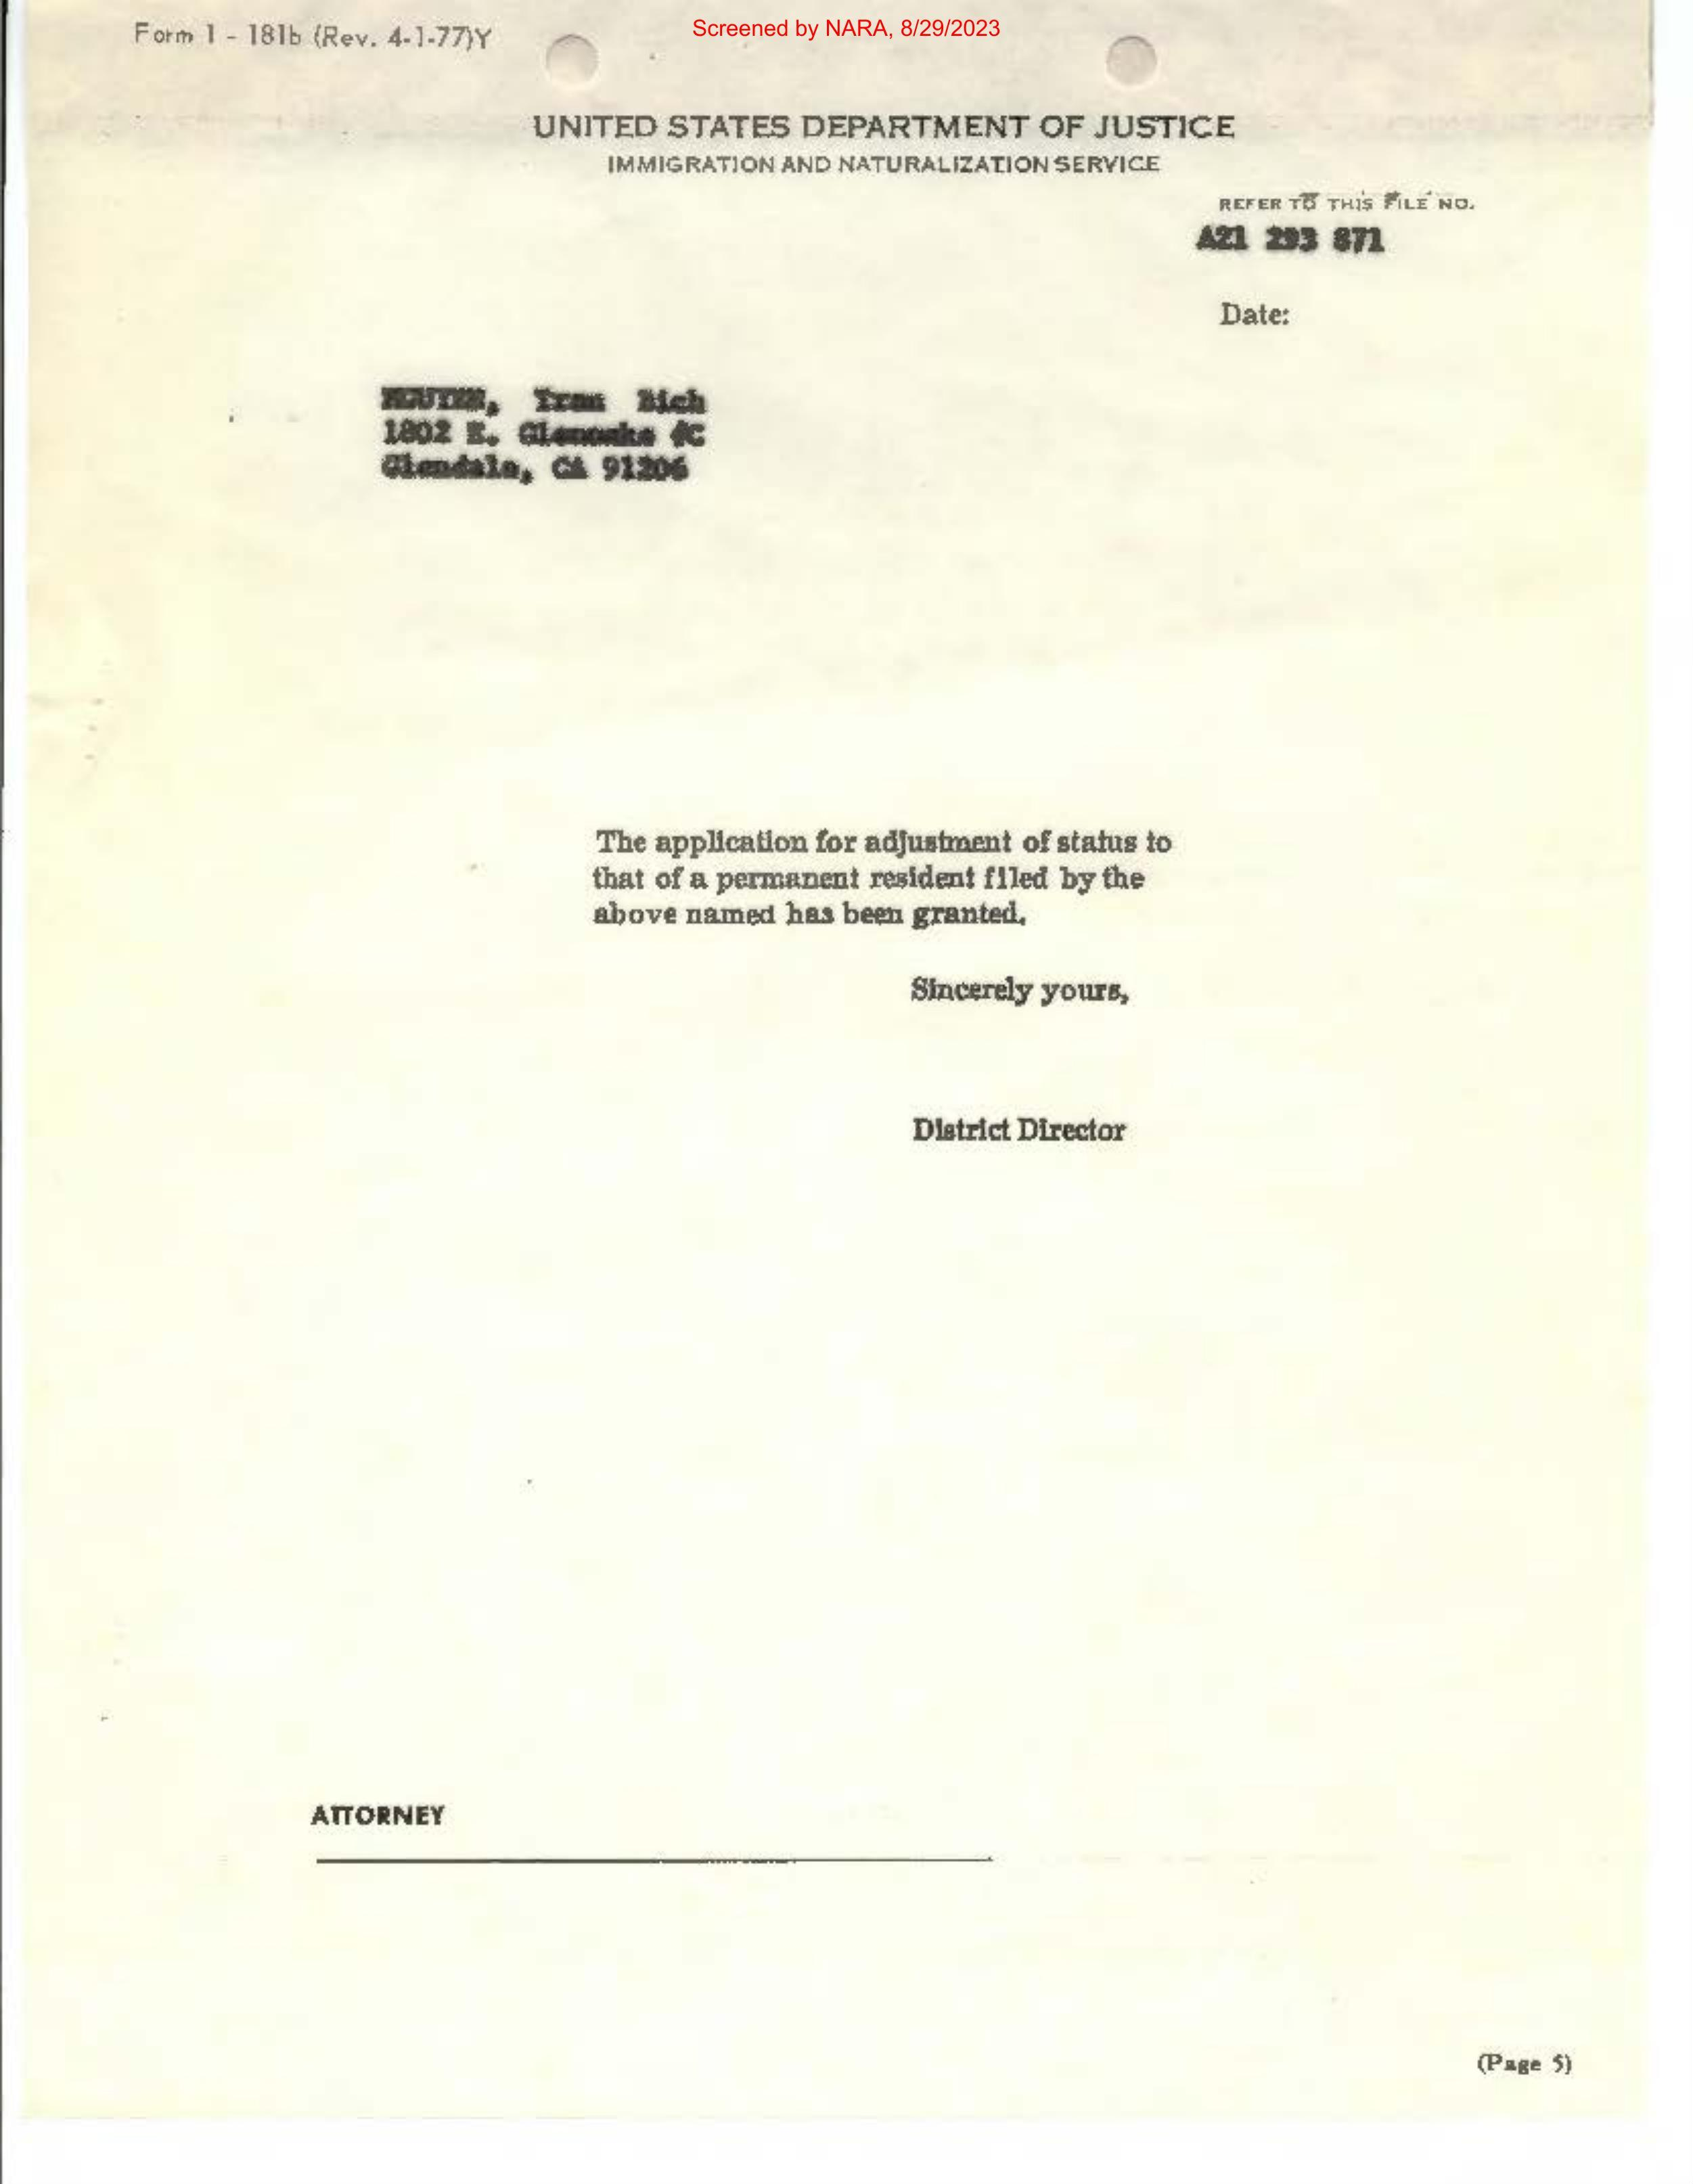 Form I - 181b (Rev. 4-1-77)Y
Screened by NARA, 8/29/2023
UNITED STATES DEPARTMENT OF JUSTICE
IMMIGRATION AND NATURALIZATION SERVICE
REFER TO THIS FILE NO.
A21 293 871
Date:
NGUYEN, Tran Bich
1802 E. Glenoaks #C
Glendale, CA 91206
The application for adjustment of status to
that of a permanent resident filed by the
above named has been granted.
Sincerely yours,
District Director
ATTORNEY
(Page 5)